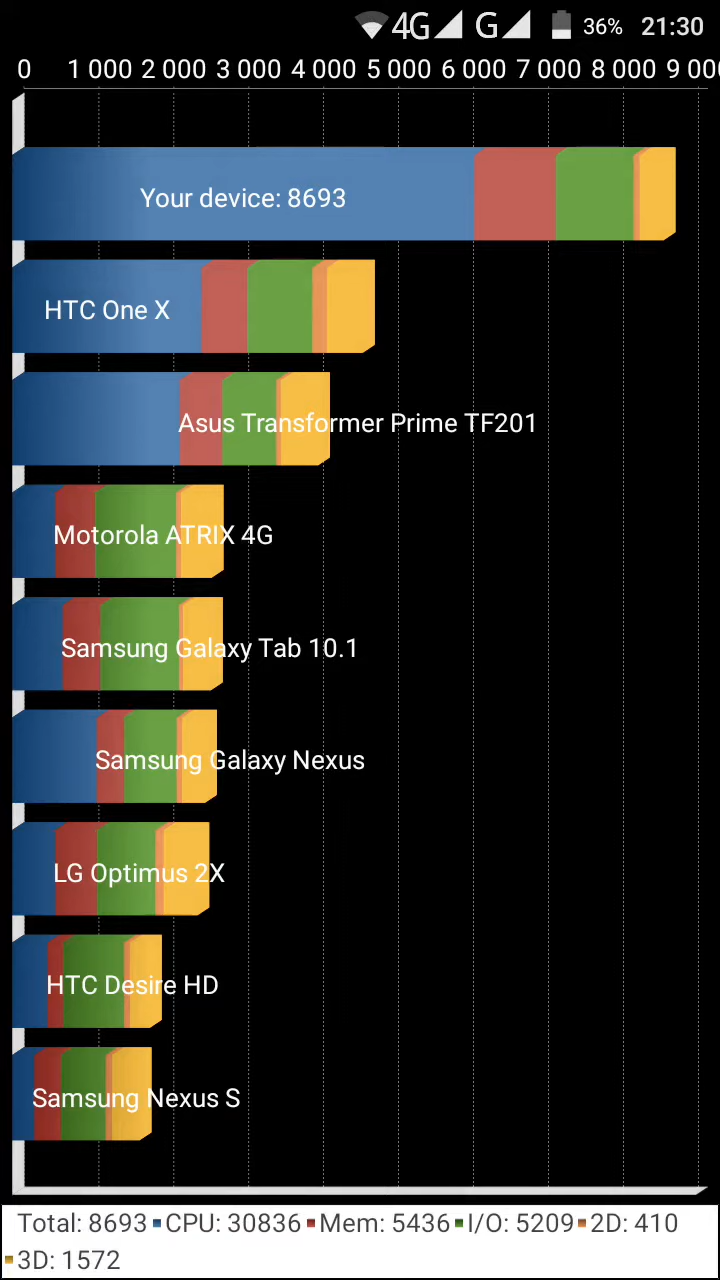 4G G 36% 21:30
0 1 000 2 000 3 000 4 000 5 000 6 000 7 000 8 000 9 00
Your device: 8693
HTC One X
Asus Transformer Prime TF201
Motorola ATRIX 4G
Samsung Galaxy Tab 10.1
Samsung Galaxy Nexus
LG Optimus 2X
HTC Desire HD
Samsung Nexus S
Total: 8693 CPU: 30836 Mem: 5436 I/O: 5209 2D: 410
3D: 1572